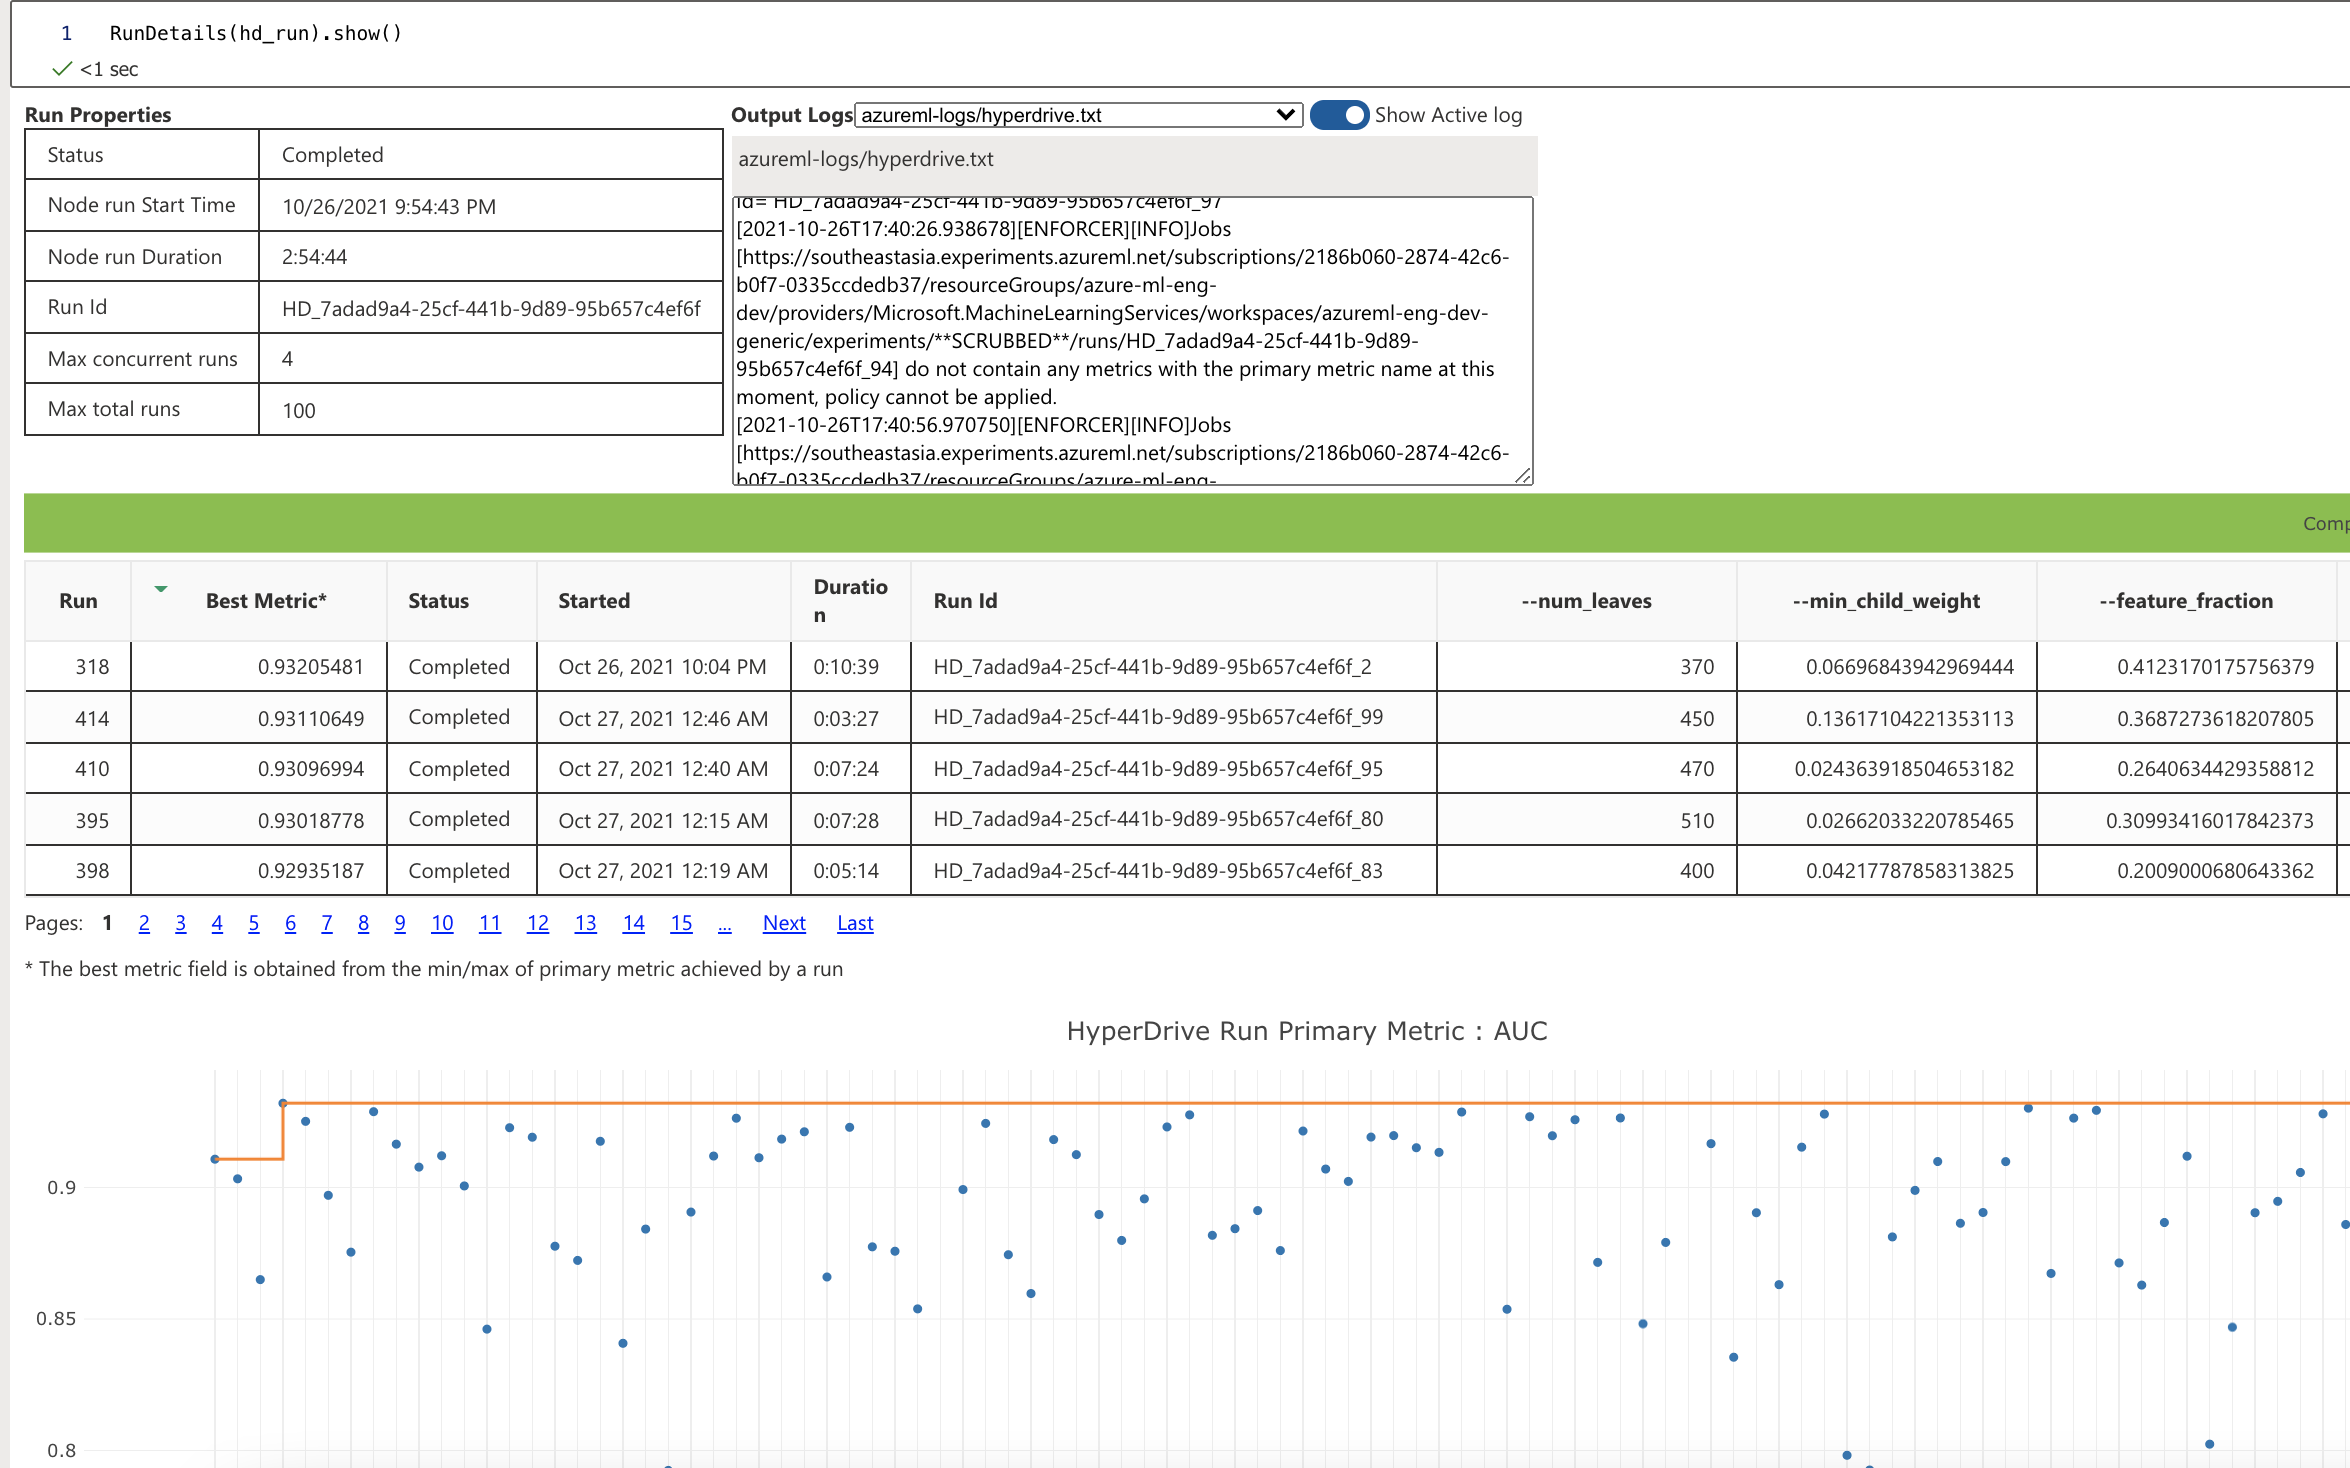 1 RunDetails(hd_run).show()
<1 sec
Run Properties
Status Completed
Node run Start Time 10/26/2021 9:54:43 PM
Node run Duration 2:54:44
Run Id HD_7adad9a4-25cf-441b-9d89-95b657c4ef6f
Max concurrent runs 4
Max total runs 100
Output Logs azureml-logs/hyperdrive.txt Show Active log
azureml-logs/hyperdrive.txt
id='HD_7adad9a4-25cf-441b-9d89-95b657c4ef6f_97'
[2021-10-26T17:40:26.938678][ENFORCER][INFO]Jobs
[https://southeastasia.experiments.azureml.net/subscriptions/2186b060-2874-42c6-
b0f7-0335ccdedb37/resourceGroups/azure-ml-eng-
dev/providers/Microsoft.MachineLearningServices/workspaces/azureml-eng-dev-
generic/experiments/**SCRUBBED**/runs/HD_7adad9a4-25cf-441b-9d89-
95b657c4ef6f_94] do not contain any metrics with the primary metric name at this
moment, policy cannot be applied.
[2021-10-26T17:40:56.970750][ENFORCER][INFO]Jobs
[https://southeastasia.experiments.azureml.net/subscriptions/2186b060-2874-42c6-
b0f7-0335ccdedb37/resourceGroups/azure-ml-eng-
Comp
Run Best Metric* Status Started Duration Run Id --num_leaves --min_child_weight --feature_fraction
318 0.93205481 Completed Oct 26, 2021 10:04 PM 0:10:39 HD_7adad9a4-25cf-441b-9d89-95b657c4ef6f_2 370 0.06696843942969444 0.4123170175756379
414 0.93110649 Completed Oct 27, 2021 12:46 AM 0:03:27 HD_7adad9a4-25cf-441b-9d89-95b657c4ef6f_99 450 0.13617104221353113 0.3687273618207805
410 0.93096994 Completed Oct 27, 2021 12:40 AM 0:07:24 HD_7adad9a4-25cf-441b-9d89-95b657c4ef6f_95 470 0.024363918504653182 0.2640634429358812
395 0.93018778 Completed Oct 27, 2021 12:15 AM 0:07:28 HD_7adad9a4-25cf-441b-9d89-95b657c4ef6f_80 510 0.02662033220785465 0.30993416017842373
398 0.92935187 Completed Oct 27, 2021 12:19 AM 0:05:14 HD_7adad9a4-25cf-441b-9d89-95b657c4ef6f_83 400 0.04217787858313825 0.2009000680643362
Pages: 1 2 3 4 5 6 7 8 9 10 11 12 13 14 15 ... Next Last
* The best metric field is obtained from the min/max of primary metric achieved by a run
HyperDrive Run Primary Metric : AUC
0.9
0.85
0.8